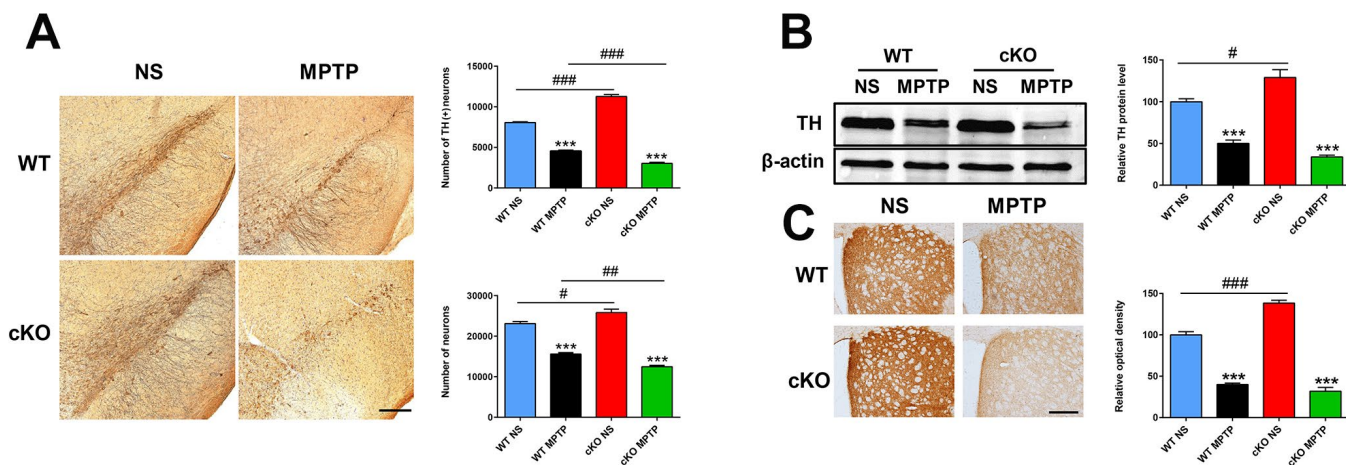 A
NS MPTP
WT
cKO
###
###
Number of TH (+) neurons
15000
10000
5000
0
***
***
WT NS
WT MPTP
cKO NS
cKO MPTP
##
#
Number of neurons
30000
20000
10000
0
***
***
WT NS
WT MPTP
cKO NS
cKO MPTP
B
WT cKO
NS MPTP NS MPTP
TH
β-actin
#
Relative TH protein level
150
100
50
0
***
***
WT NS
WT MPTP
cKO NS
cKO MPTP
C
NS MPTP
WT
cKO
###
Relative optical density
150
100
50
0
***
***
WT NS
WT MPTP
cKO NS
cKO MPTP